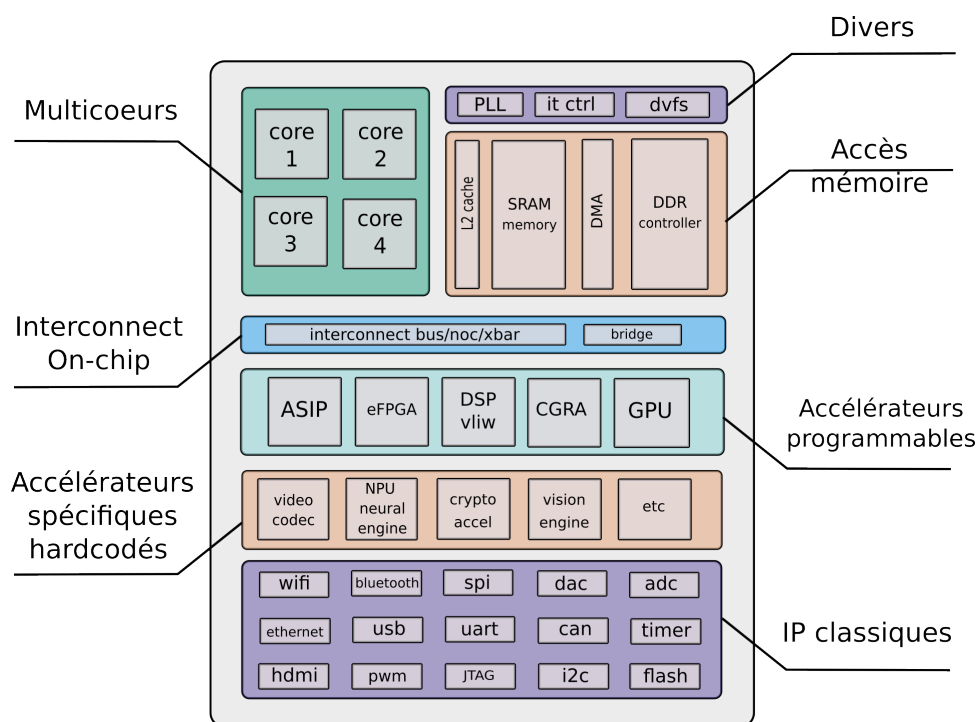 Divers
Multicoeurs
PLL
it ctrl
dvfs
core
1
core
2
core
3
core
4
L2 cache
SRAM
memory
DMA
DDR
controller
Accès
mémoire
Interconnect
On-chip
interconnect bus/noc/xbar
bridge
ASIP
eFPGA
DSP
vliw
CGRA
GPU
Accélérateurs
programmables
Accélérateurs
spécifiques
hardcodés
video
codec
NPU
neural
engine
crypto
accel
vision
engine
etc
wifi
bluetooth
spi
dac
adc
ethernet
usb
uart
can
timer
hdmi
pwm
JTAG
i2c
flash
IP classiques